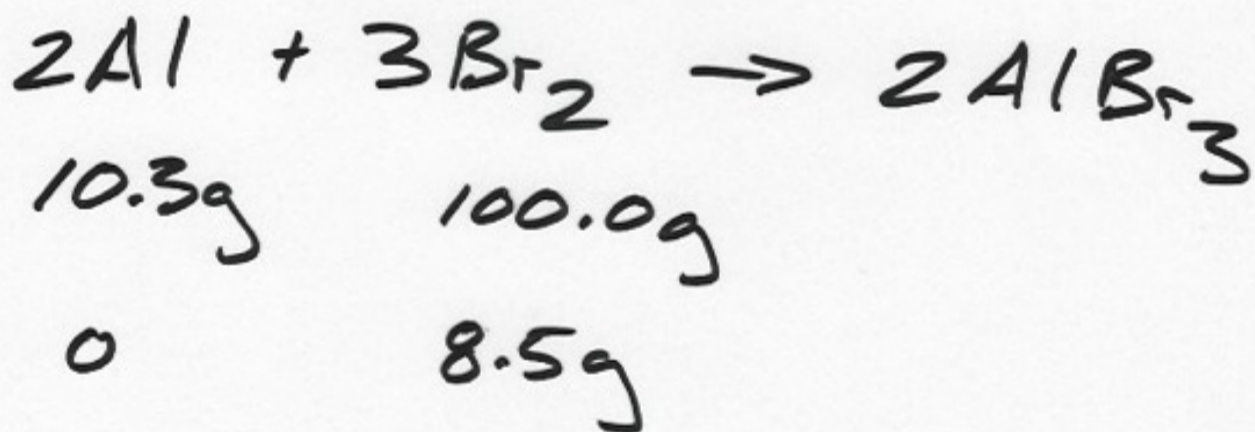 2Al + 3Br₂ → 2AlBr₃
10.3g 100.0g
0 8.5g